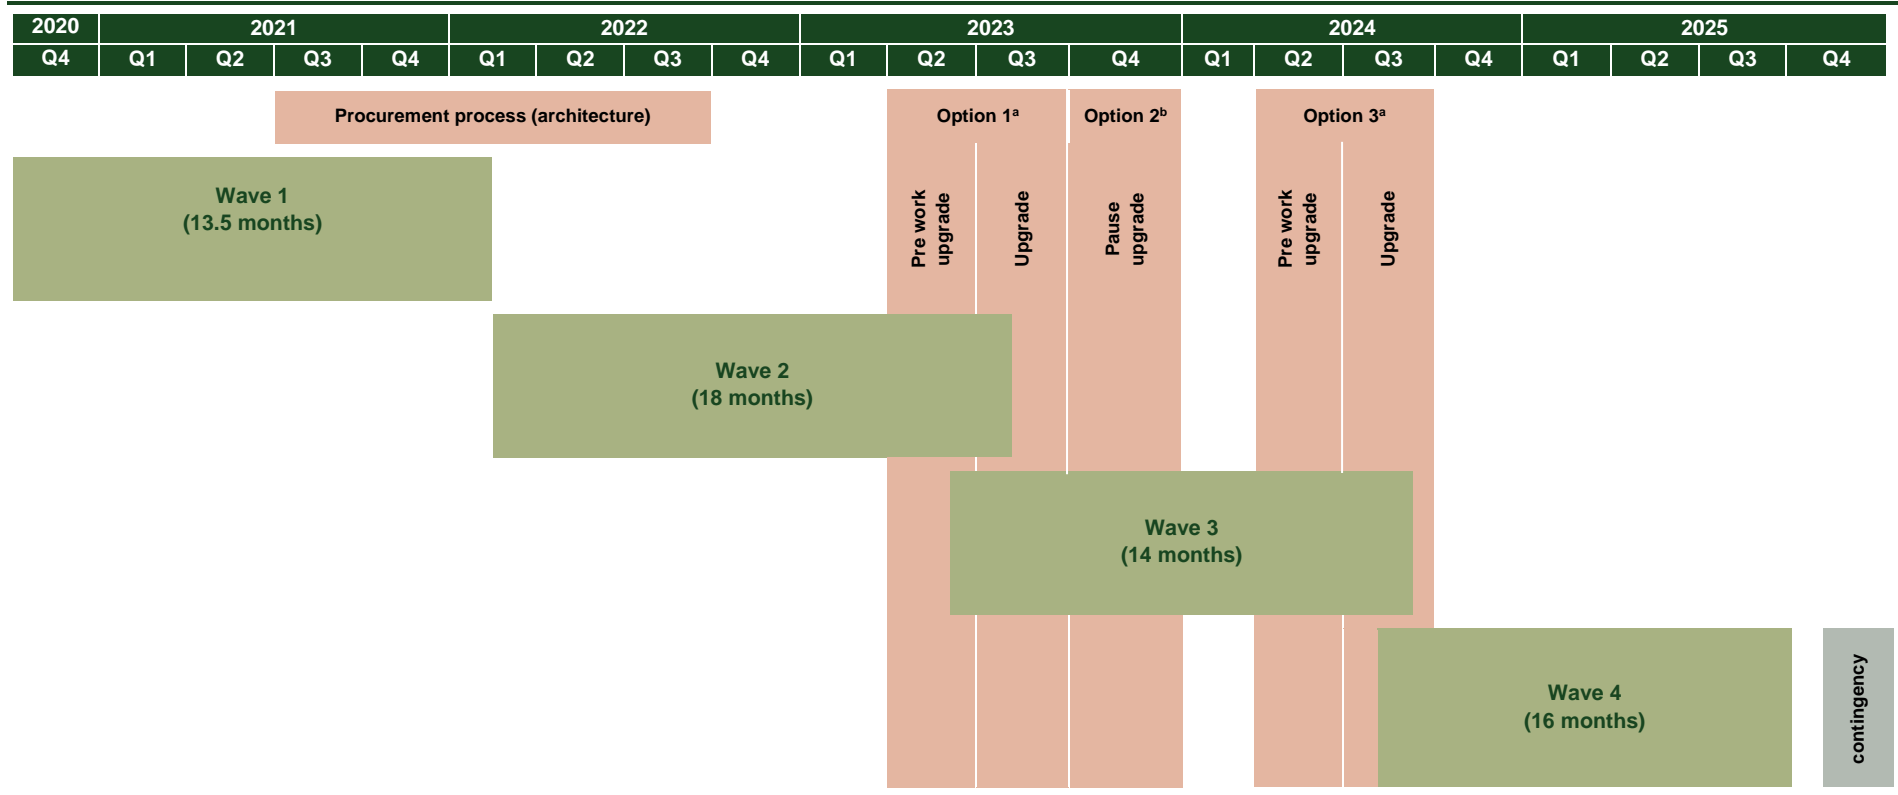 2020 2021 2022 2023 2024 2025
Q4 Q1 Q2 Q3 Q4 Q1 Q2 Q3 Q4 Q1 Q2 Q3 Q4 Q1 Q2 Q3 Q4 Q1 Q2 Q3 Q4
Procurement process (architecture)
Option 1ᵃ
Option 2ᵇ
Option 3ᵃ
Wave 1
(13.5 months)
Pre work
upgrade
Upgrade
Pause
upgrade
Pre work
upgrade
Upgrade
Wave 2
(18 months)
Wave 3
(14 months)
Wave 4
(16 months)
contingency